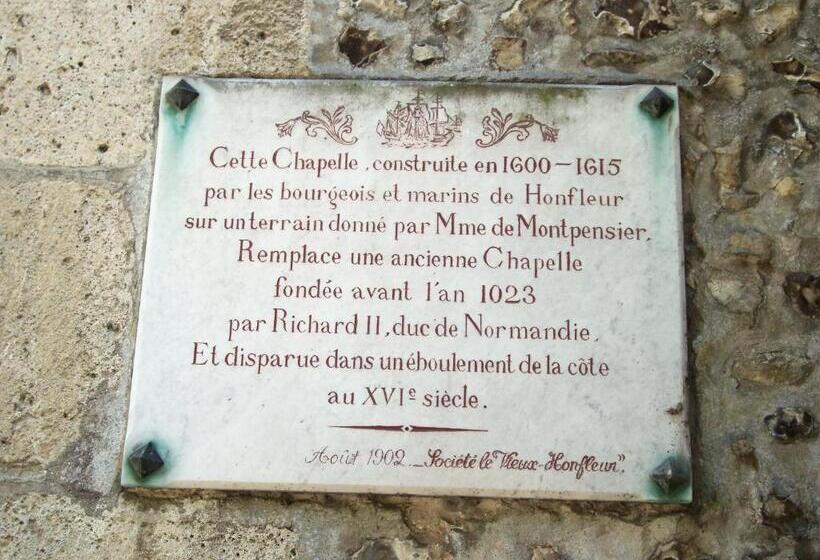 Cette Chapelle, construite en 1600-1615
par les bourgeois et marins de Honfleur
sur un terrain donné par Mme de Montpensier.
Remplace une ancienne Chapelle
fondée avant l'an 1023
par Richard II, duc de Normandie.
Et disparue dans un éboulement de la côte
au XVIe siècle.
Août 1902._Société le "Vieux-Honfleur".